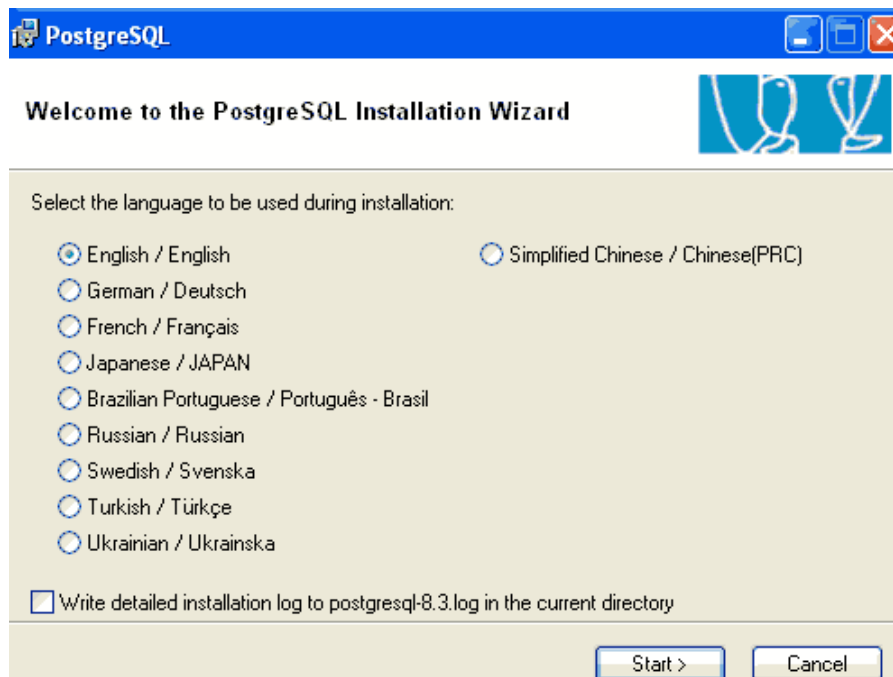 PostgreSQL
Welcome to the PostgreSQL Installation Wizard
Select the language to be used during installation:
English / English
German / Deutsch
French / Français
Japanese / JAPAN
Brazilian Portuguese / Português - Brasil
Russian / Russian
Swedish / Svenska
Turkish / Türkçe
Ukrainian / Ukrainska
Simplified Chinese / Chinese(PRC)
Write detailed installation log to postgresql-8.3.log in the current directory
Start >
Cancel